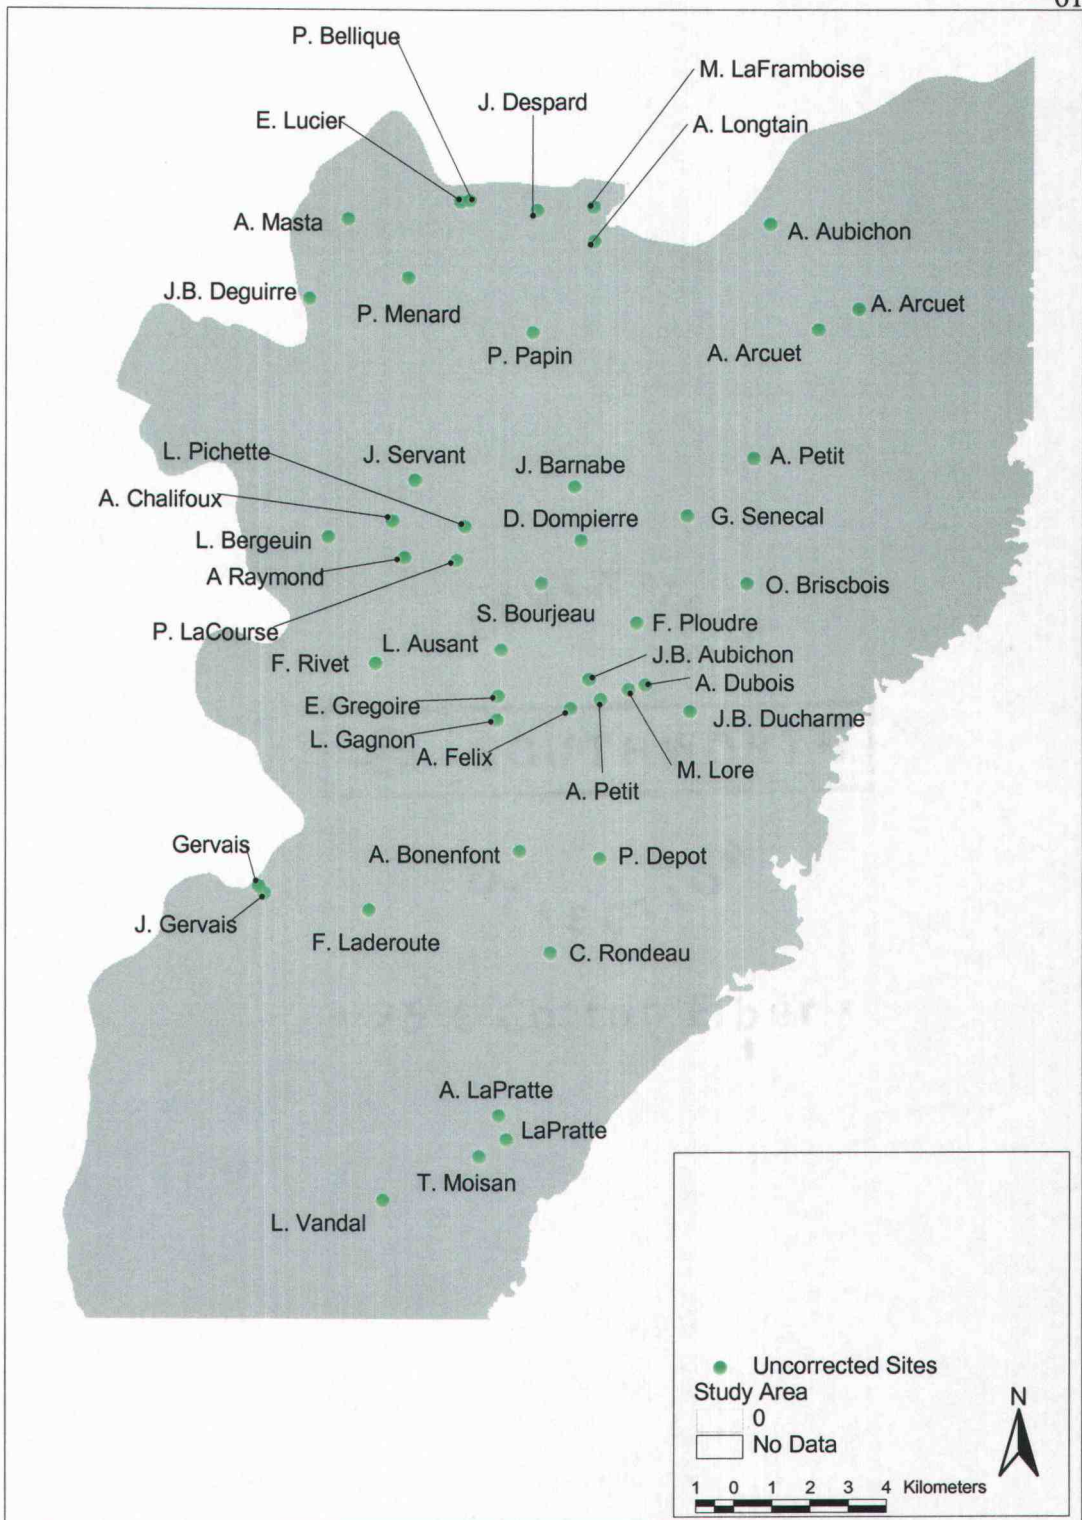 P. Bellique
M. LaFramboise
J. Despard
E. Lucier
A. Longtain
A. Masta
A. Aubichon
J.B. Deguirre
P. Menard
A. Arcuet
P. Papin
A. Arcuet
L. Pichette
J. Servant
J. Barnabe
A. Petit
A. Chalifoux
D. Dompierre
G. Senecal
L. Bergeuin
A Raymond
O. Briscbois
S. Bourjeau
P. LaCourse
F. Ploudre
L. Ausant
J.B. Aubichon
F. Rivet
A. Dubois
E. Gregoire
J.B. Ducharme
L. Gagnon
A. Felix
M. Lore
A. Petit
Gervais
A. Bonenfont
P. Depot
J. Gervais
F. Laderoute
C. Rondeau
A. LaPratte
LaPratte
T. Moisan
L. Vandal
Uncorrected Sites
Study Area
0
No Data
N
1 0 1 2 3 4 Kilometers